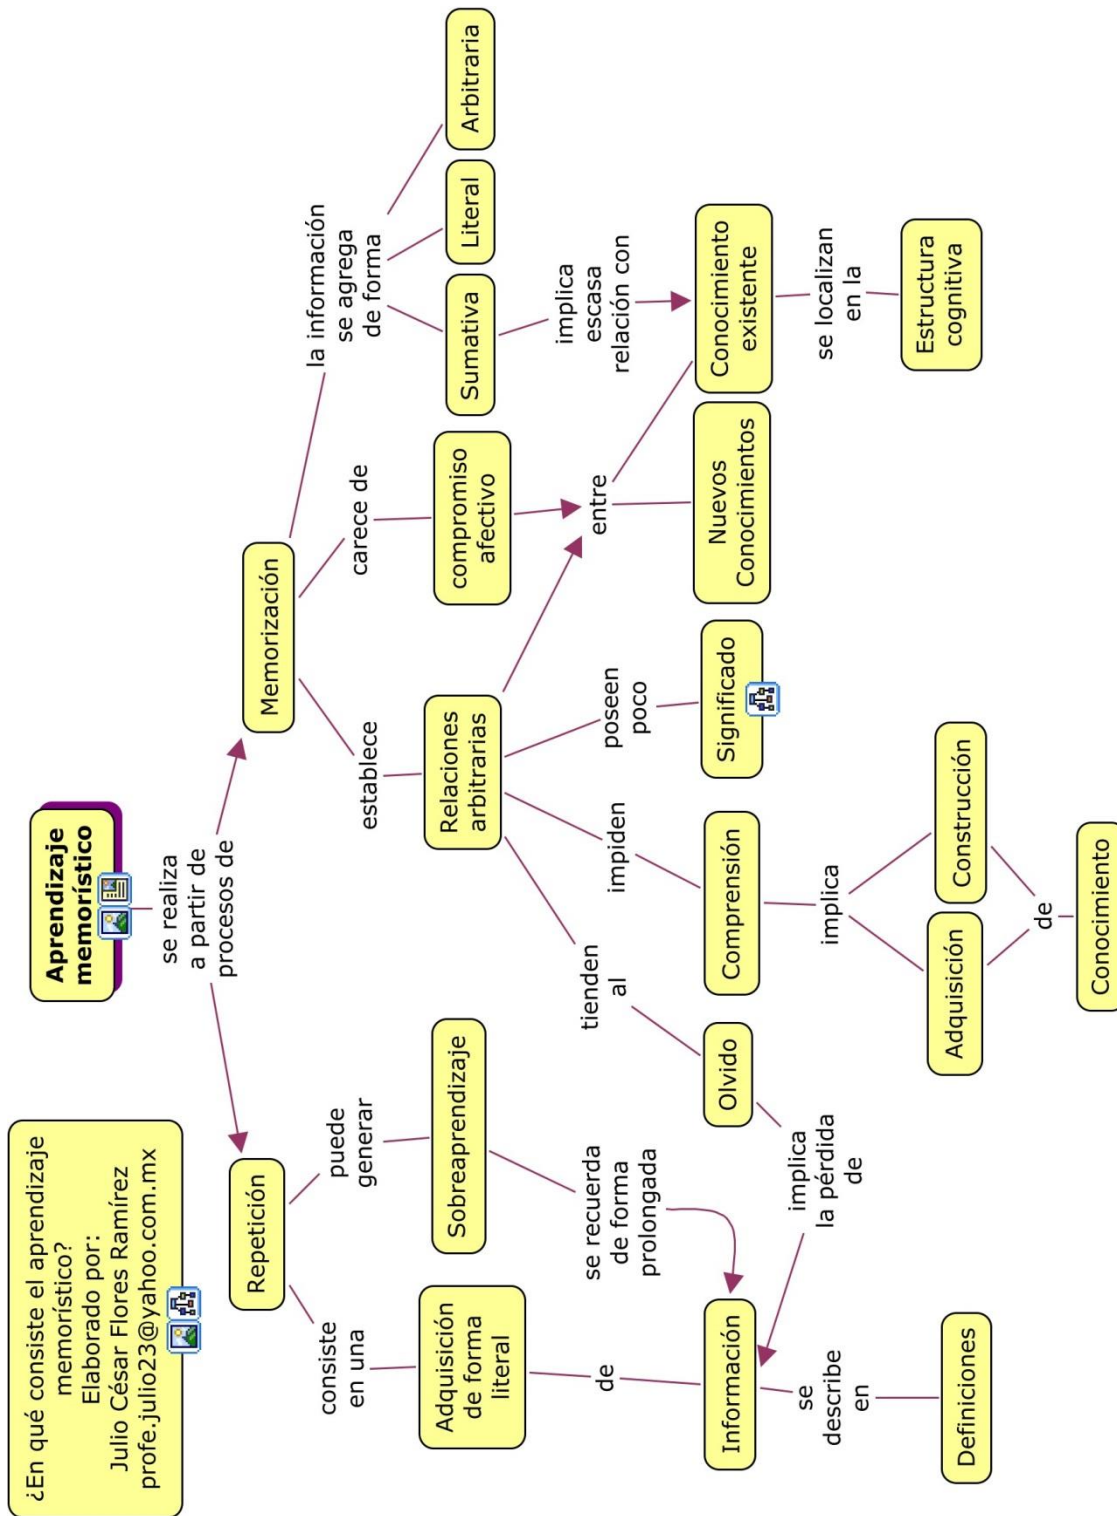 ¿En qué consiste el aprendizaje
memorístico?
Elaborado por:
Julio César Flores Ramírez
profe.julio23@yahoo.com.mx
Aprendizaje
memorístico
se realiza
a partir de
procesos de
Repetición
Memorización
consiste
en una
puede
generar
establece
carece de
la información
se agrega
de forma
Adquisición
de forma
literal
Sobreaprendizaje
Relaciones
arbitrarias
compromiso
afectivo
Sumativa
Literal
Arbitraria
de
se recuerda
de forma
prolongada
tienden
al
impiden
poseen
poco
entre
implica
escasa
relación con
Información
Olvido
Comprensión
Significado
Nuevos
Conocimientos
Conocimiento
existente
se
describe
en
implica
la pérdida
de
implica
se localizan
en la
Definiciones
Adquisición
Construcción
Estructura
cognitiva
de
Conocimiento